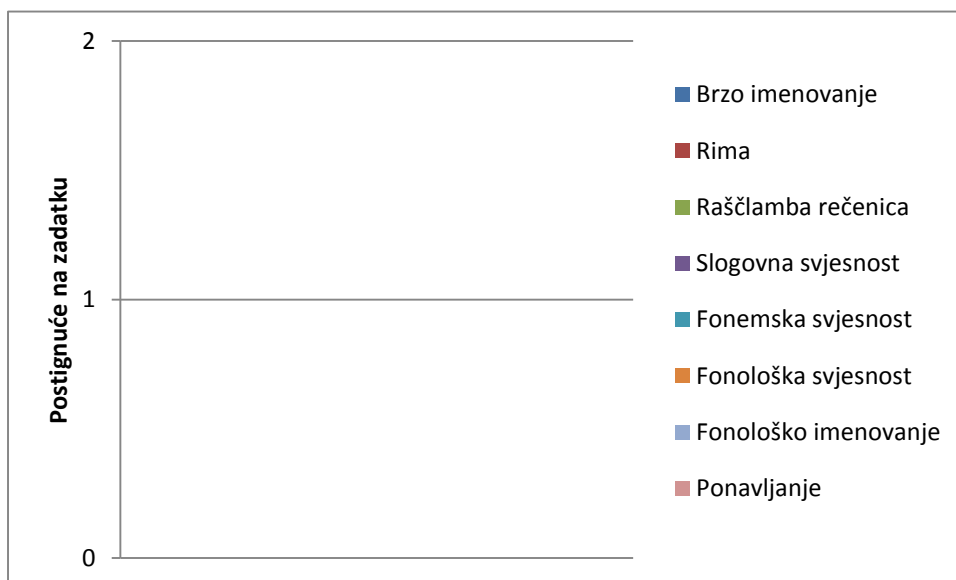 Postignuće na zadatku
2
1
0
Brzo imenovanje
Rima
Raščlamba rečenica
Slogovna svjesnost
Fonemska svjesnost
Fonološka svjesnost
Fonološko imenovanje
Ponavljanje